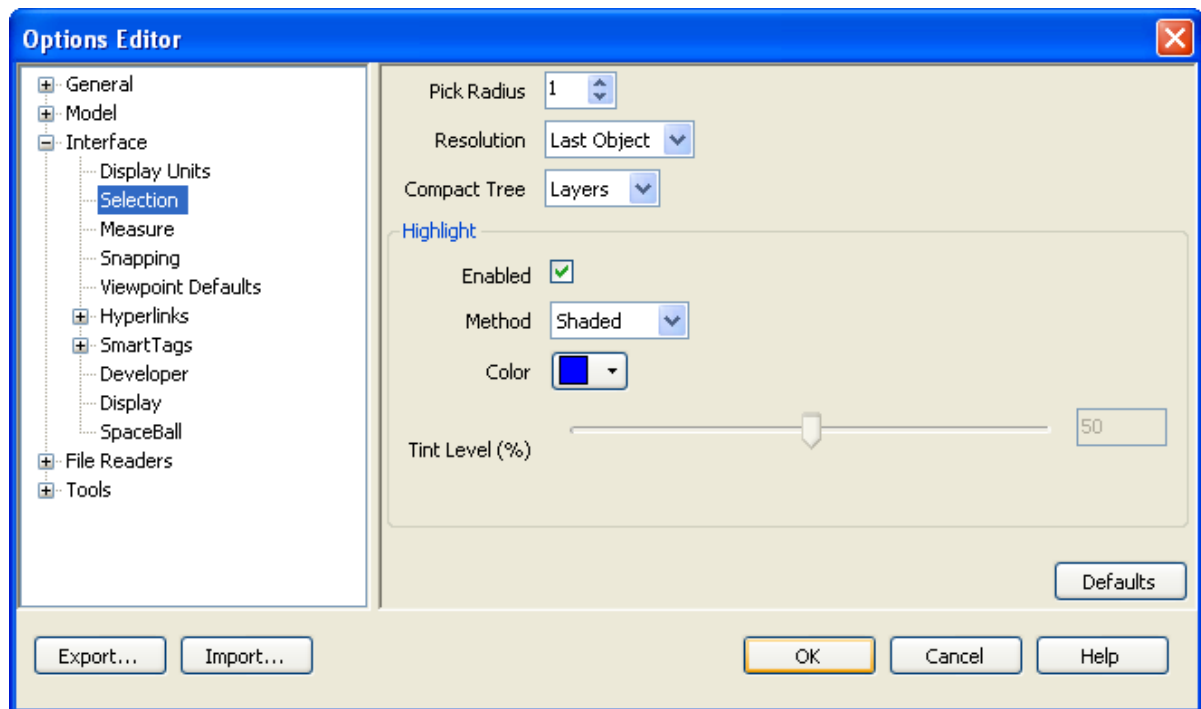 Options Editor
General
Model
Interface
Display Units
Selection
Measure
Snapping
Viewpoint Defaults
Hyperlinks
SmartTags
Developer
Display
SpaceBall
File Readers
Tools
Pick Radius 1
Resolution Last Object
Compact Tree Layers
Highlight
Enabled
Method Shaded
Color
Tint Level (%) 50
Defaults
Export... Import... OK Cancel Help